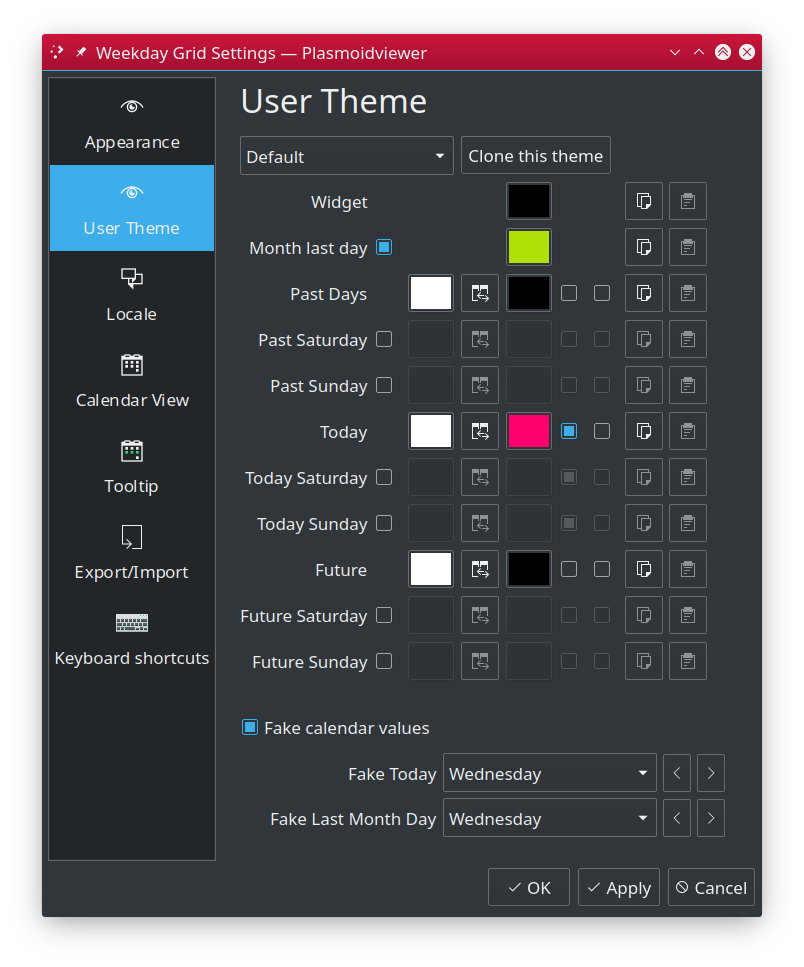 Weekday Grid Settings — Plasmoidviewer
Appearance
User Theme
Locale
Calendar View
Tooltip
Export/Import
Keyboard shortcuts
User Theme
Default
Clone this theme
Widget
Month last day
Past Days
Past Saturday
Past Sunday
Today
Today Saturday
Today Sunday
Future
Future Saturday
Future Sunday
Fake calendar values
Fake Today Wednesday
Fake Last Month Day Wednesday
OK Apply Cancel